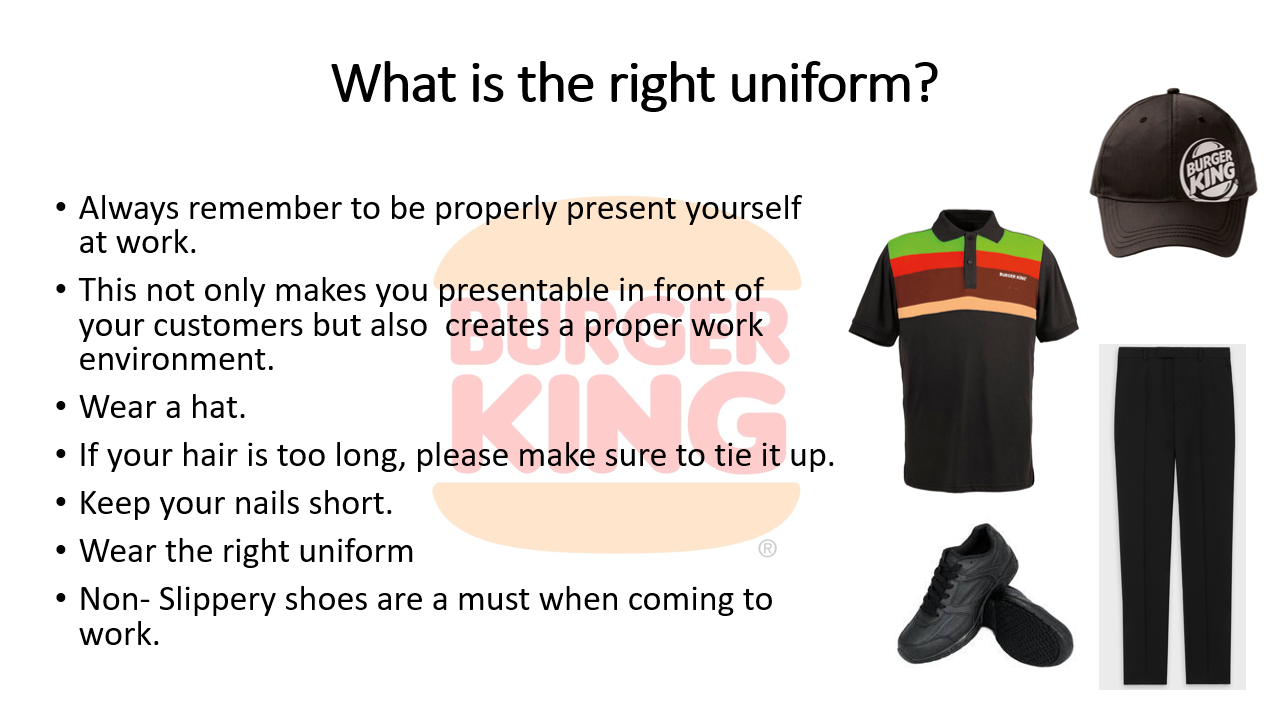 What is the right uniform?
• Always remember to be properly present yourself
at work.
• This not only makes you presentable in front of
your customers but also  creates a proper work
environment.
• Wear a hat.
• If your hair is too long, please make sure to tie it up.
• Keep your nails short.
• Wear the right uniform
• Non- Slippery shoes are a must when coming to
work.
BURGER
KING
®
BURGER
KING
BURGER KING